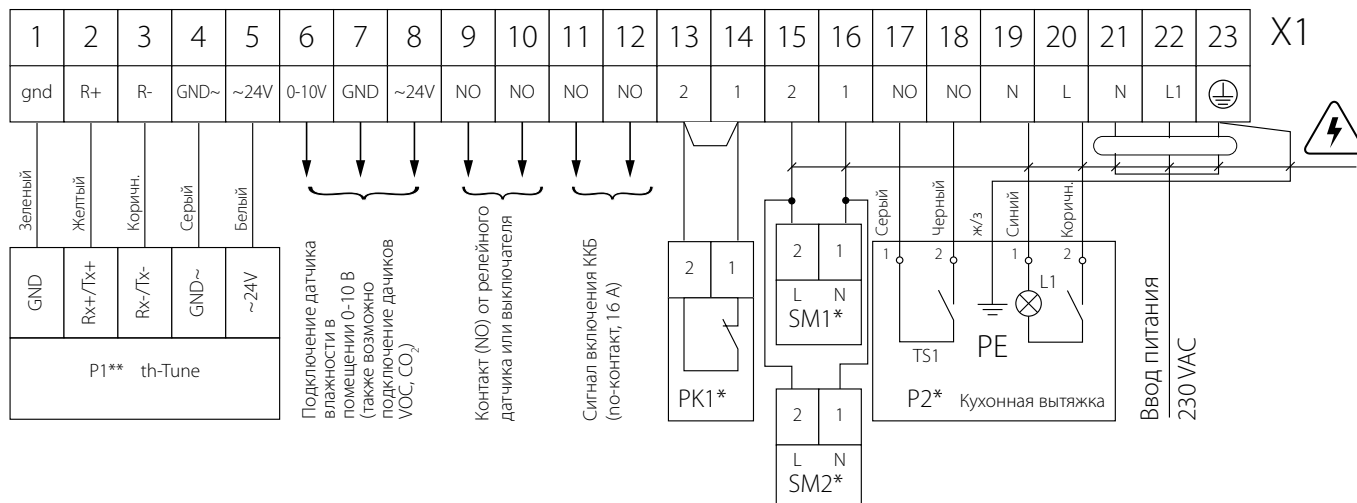 1 2 3 4 5 6 7 8 9 10 11 12 13 14 15 16 17 18 19 20 21 22 23 X1
gnd R+ R- GND~ ~24V 0-10V GND ~24V NO NO NO NO 2 1 2 1 NO NO N L N L1
Зеленый
Желтый
Коричн.
Серый
Белый
GND
Rx+/Tx+
Rx-/Tx-
GND~
~24V
P1** th-Tune
Подключение датчика
влажности в
помещении 0-10 В
(также возможно
подключение дачиков
VOC, CO₂)
Контакт (NO) от релейного
датчика или выключателя
Сигнал включения ККБ
(no-контакт, 16 А)
2 1
PK1*
2 1
L N
SM1*
2 1
L N
SM2*
Серый
Черный
ж/з
Синий
Коричн.
1 2 1 2
L1
TS1
PE
P2* Кухонная вытяжка
Ввод питания
230 VAC